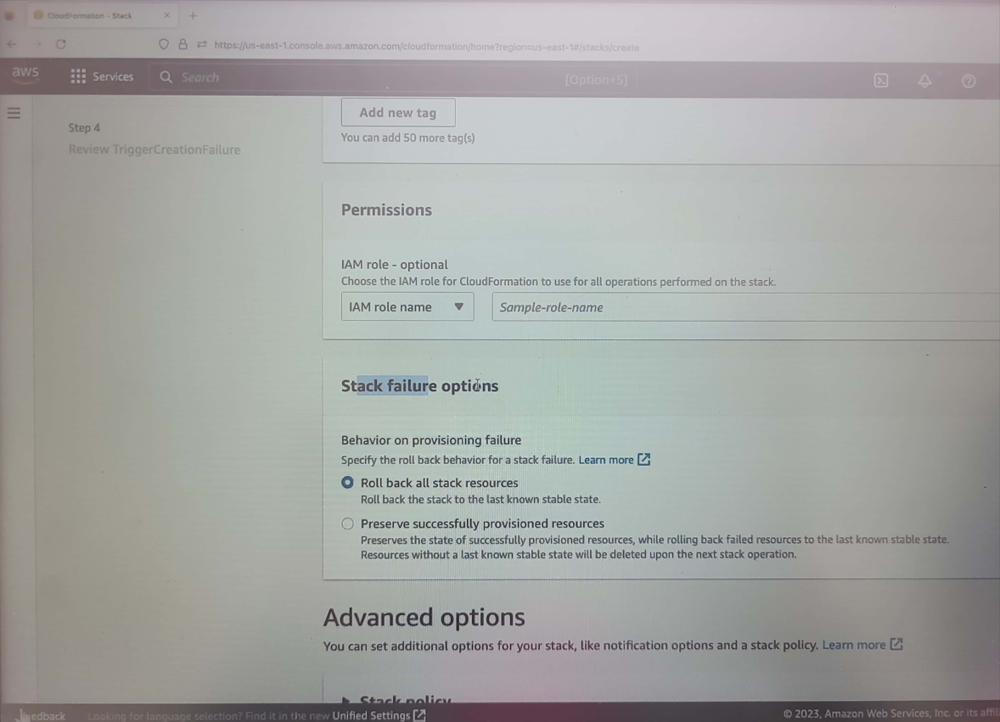 CloudFormation - Stack
https://us-east-1.console.aws.amazon.com/cloudformation/home?region=us-east-1#/stacks/create
aws
Services
Search
[Option+S]
Step 4
Review TriggerCreationFailure
Add new tag
You can add 50 more tag(s)
Permissions
IAM role - optional
Choose the IAM role for CloudFormation to use for all operations performed on the stack.
IAM role name
Sample-role-name
Stack failure options
Behavior on provisioning failure
Specify the roll back behavior for a stack failure. Learn more
Roll back all stack resources
Roll back the stack to the last known stable state.
Preserve successfully provisioned resources
Preserves the state of successfully provisioned resources, while rolling back failed resources to the last known stable state.
Resources without a last known stable state will be deleted upon the next stack operation.
Advanced options
You can set additional options for your stack, like notification options and a stack policy. Learn more
Stack policy
Looking for language selection? Find it in the new Unified Settings
© 2023, Amazon Web Services, Inc. or its